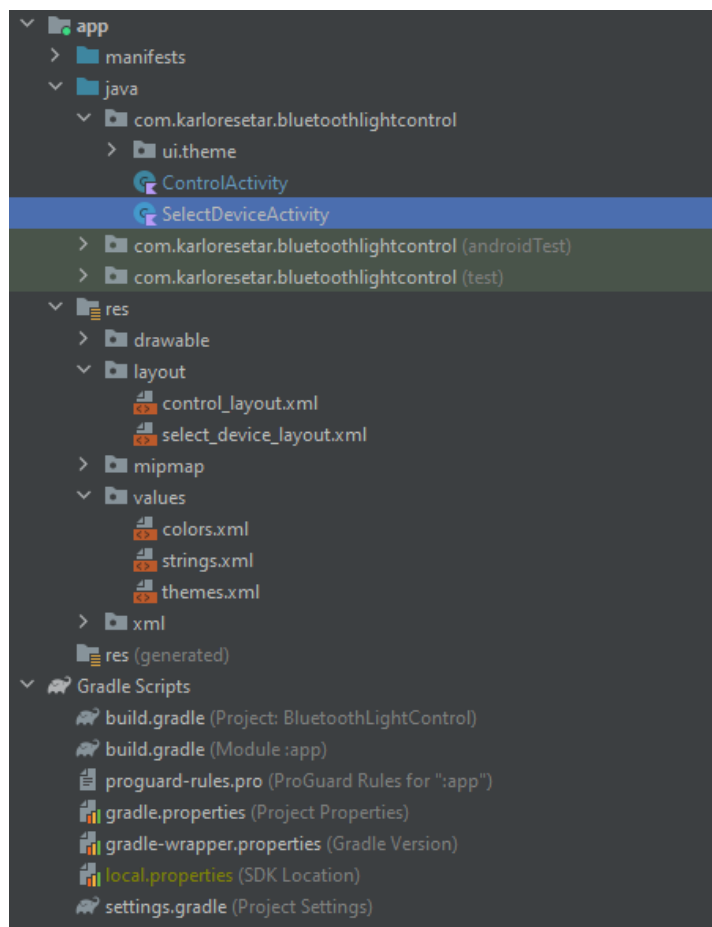 app
manifests
java
com.karloresetar.bluetoothlightcontrol
ui.theme
ControlActivity
SelectDeviceActivity
com.karloresetar.bluetoothlightcontrol (androidTest)
com.karloresetar.bluetoothlightcontrol (test)
res
drawable
layout
control_layout.xml
select_device_layout.xml
mipmap
values
colors.xml
strings.xml
themes.xml
xml
res (generated)
Gradle Scripts
build.gradle (Project: BluetoothLightControl)
build.gradle (Module :app)
proguard-rules.pro (ProGuard Rules for ":app")
gradle.properties (Project Properties)
gradle-wrapper.properties (Gradle Version)
local.properties (SDK Location)
settings.gradle (Project Settings)